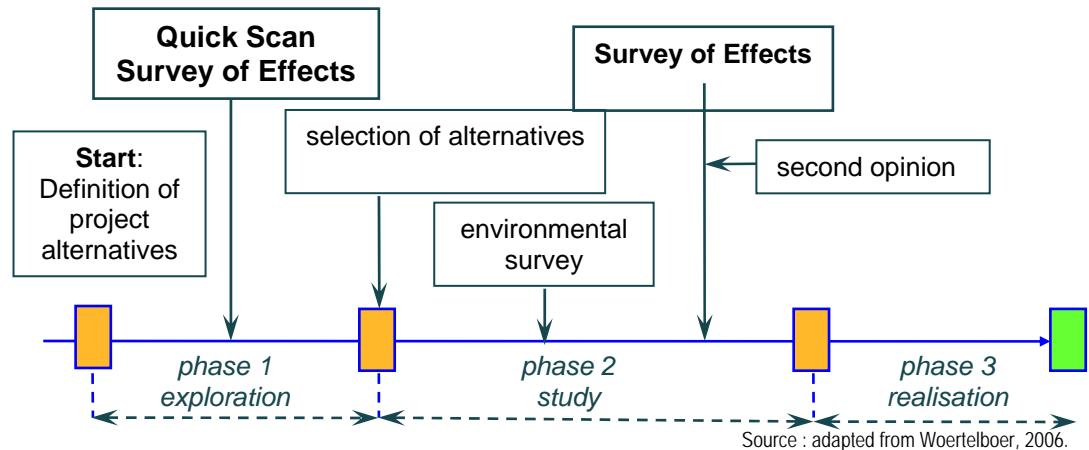 Quick Scan
Survey of Effects
Survey of Effects
Start:
Definition of
project
alternatives
selection of alternatives
second opinion
environmental
survey
phase 1
exploration
phase 2
study
phase 3
realisation
Source : adapted from Woertelboer, 2006.